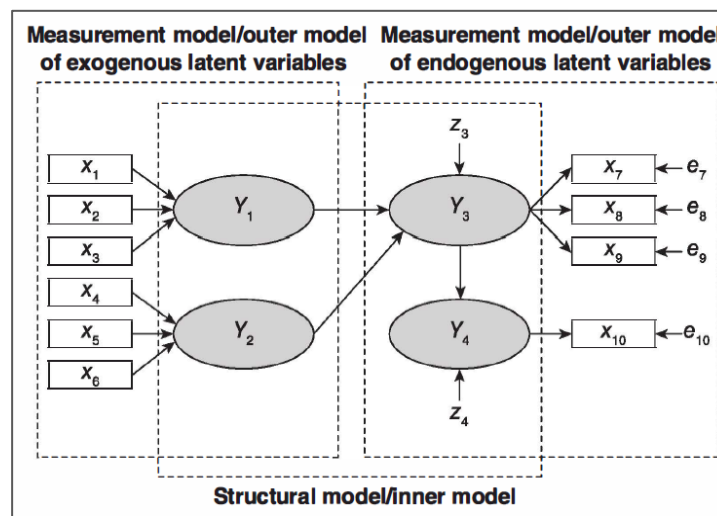 Measurement model/outer model
of exogenous latent variables
Measurement model/outer model
of endogenous latent variables
z₃
x₁
x₂
x₃
x₄
x₅
x₆
Y₁
Y₂
Y₃
Y₄
x₇
x₈
x₉
x₁₀
e₇
e₈
e₉
e₁₀
z₄
Structural model/inner model